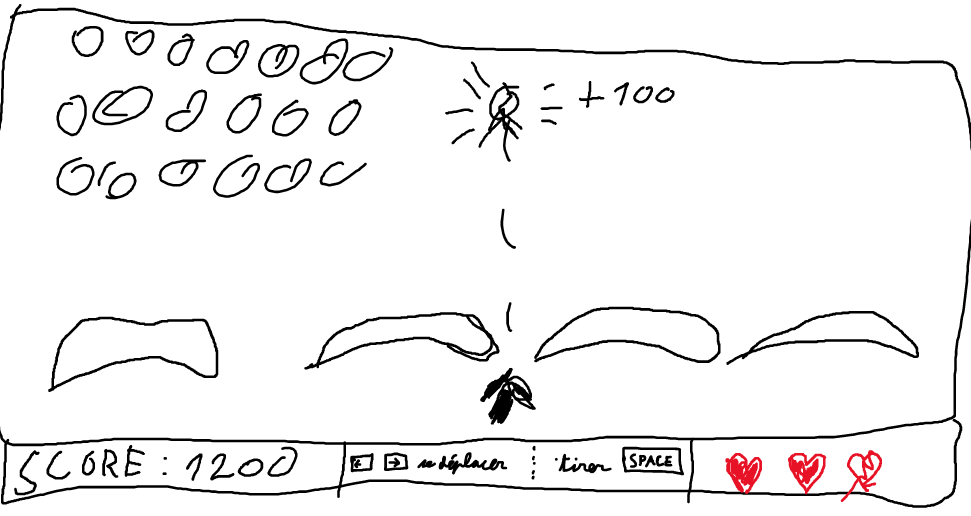 +100
SCORE: 1200
← → se déplacer
tirer SPACE